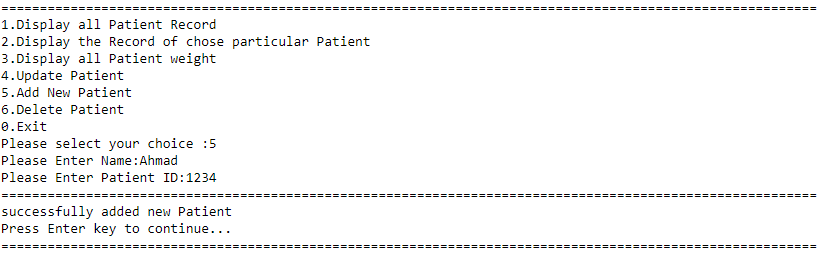 ==========================================================================================================
1.Display all Patient Record
2.Display the Record of chose particular Patient
3.Display all Patient weight
4.Update Patient
5.Add New Patient
6.Delete Patient
0.Exit
Please select your choice :5
Please Enter Name:Ahmad
Please Enter Patient ID:1234
==========================================================================================================
successfully added new Patient
Press Enter key to continue...
==========================================================================================================